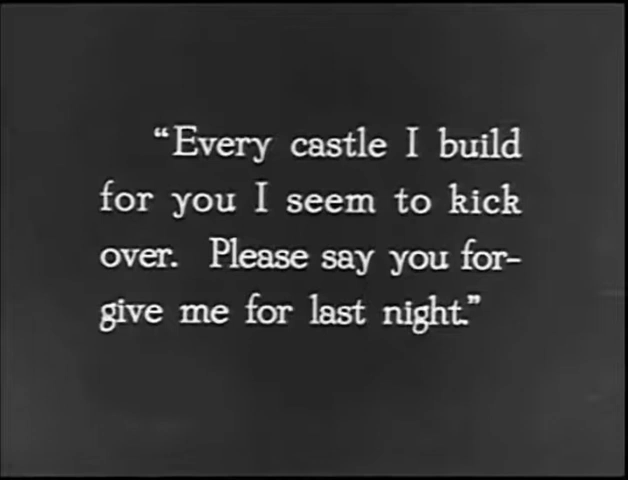 “Every castle I build
for you I seem to kick
over. Please say you for-
give me for last night.”